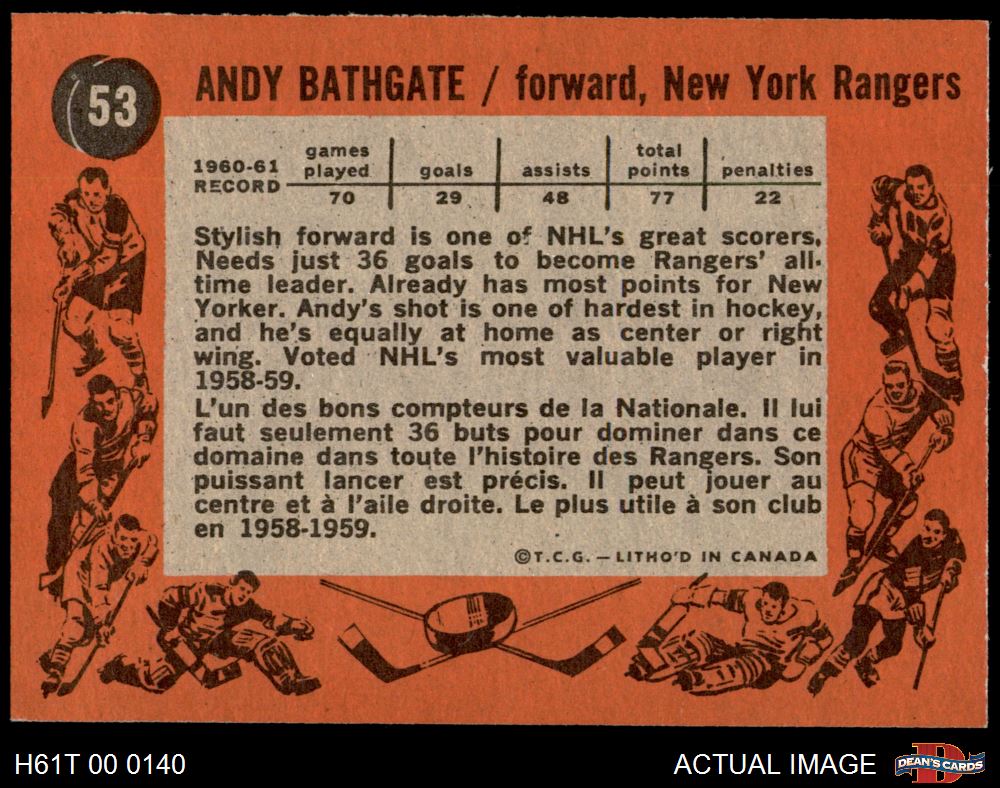 53
ANDY BATHGATE / forward, New York Rangers
1960-61 RECORD
games played goals assists total points penalties
70 29 48 77 22
Stylish forward is one of NHL's great scorers.
Needs just 36 goals to become Rangers' all-
time leader. Already has most points for New
Yorker. Andy's shot is one of hardest in hockey,
and he's equally at home as center or right
wing. Voted NHL's most valuable player in
1958-59.
L'un des bons compteurs de la Nationale. Il lui
faut seulement 36 buts pour dominer dans ce
domaine dans toute l'histoire des Rangers. Son
puissant lancer est précis. Il peut jouer au
centre et à l'aile droite. Le plus utile à son club
en 1958-1959.
©T.C.G. — LITHO'D IN CANADA
H61T 00 0140
ACTUAL IMAGE
D
DEAN'S CARDS